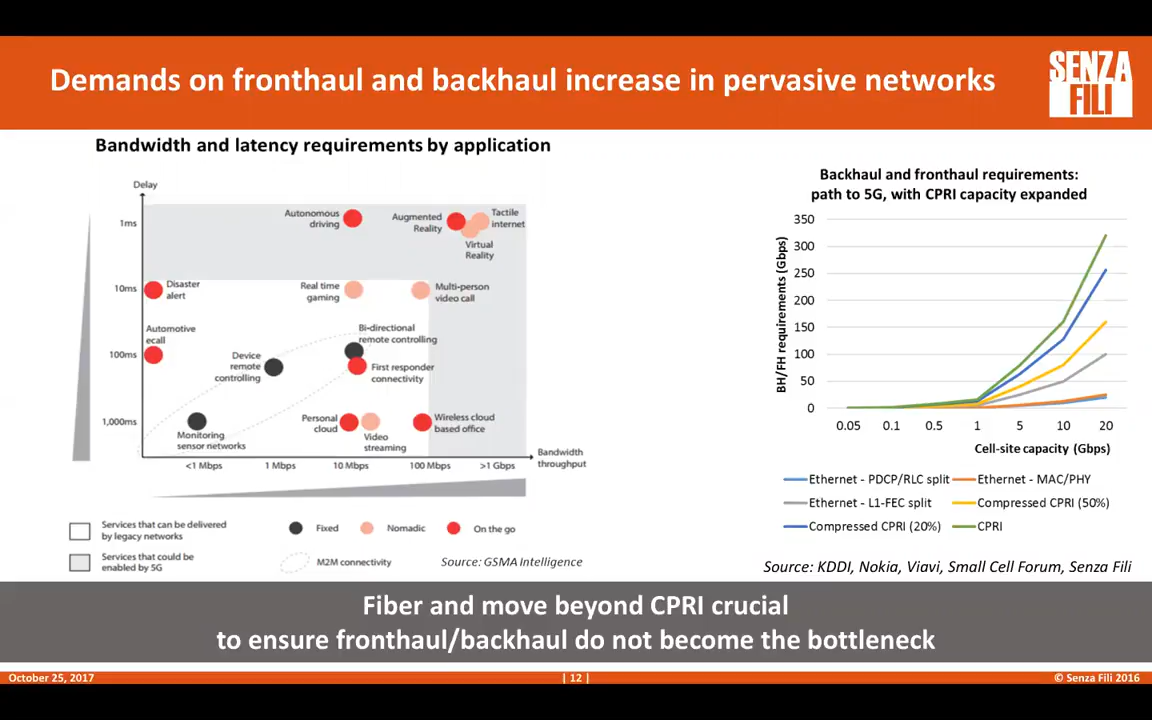 Demands on fronthaul and backhaul increase in pervasive networks
SENZA
FILI
Bandwidth and latency requirements by application
Delay
1ms
10ms
100ms
1,000ms
Autonomous
driving
Augmented
Reality
Tactile
internet
Virtual
Reality
Disaster
alert
Real time
gaming
Multi-person
video call
Automotive
ecall
Bi-directional
remote controlling
Device
remote
controlling
First responder
connectivity
Monitoring
sensor networks
Personal
cloud
Video
streaming
Wireless cloud
based office
Bandwidth
throughput
<1 Mbps
1 Mbps
10 Mbps
100 Mbps
>1 Gbps
Services that can be delivered
by legacy networks
Fixed
Nomadic
On the go
Services that could be
enabled by 5G
M2M connectivity
Source: GSMA Intelligence
Backhaul and fronthaul requirements:
path to 5G, with CPRI capacity expanded
BH/FH requirements (Gbps)
350
300
250
200
150
100
50
0
0.05
0.1
0.5
1
5
10
20
Cell-site capacity (Gbps)
Ethernet - PDCP/RLC split
Ethernet - MAC/PHY
Ethernet - L1-FEC split
Compressed CPRI (50%)
Compressed CPRI (20%)
CPRI
Source: KDDI, Nokia, Viavi, Small Cell Forum, Senza Fili
Fiber and move beyond CPRI crucial
to ensure fronthaul/backhaul do not become the bottleneck
October 25, 2017
| 12 |
© Senza Fili 2016